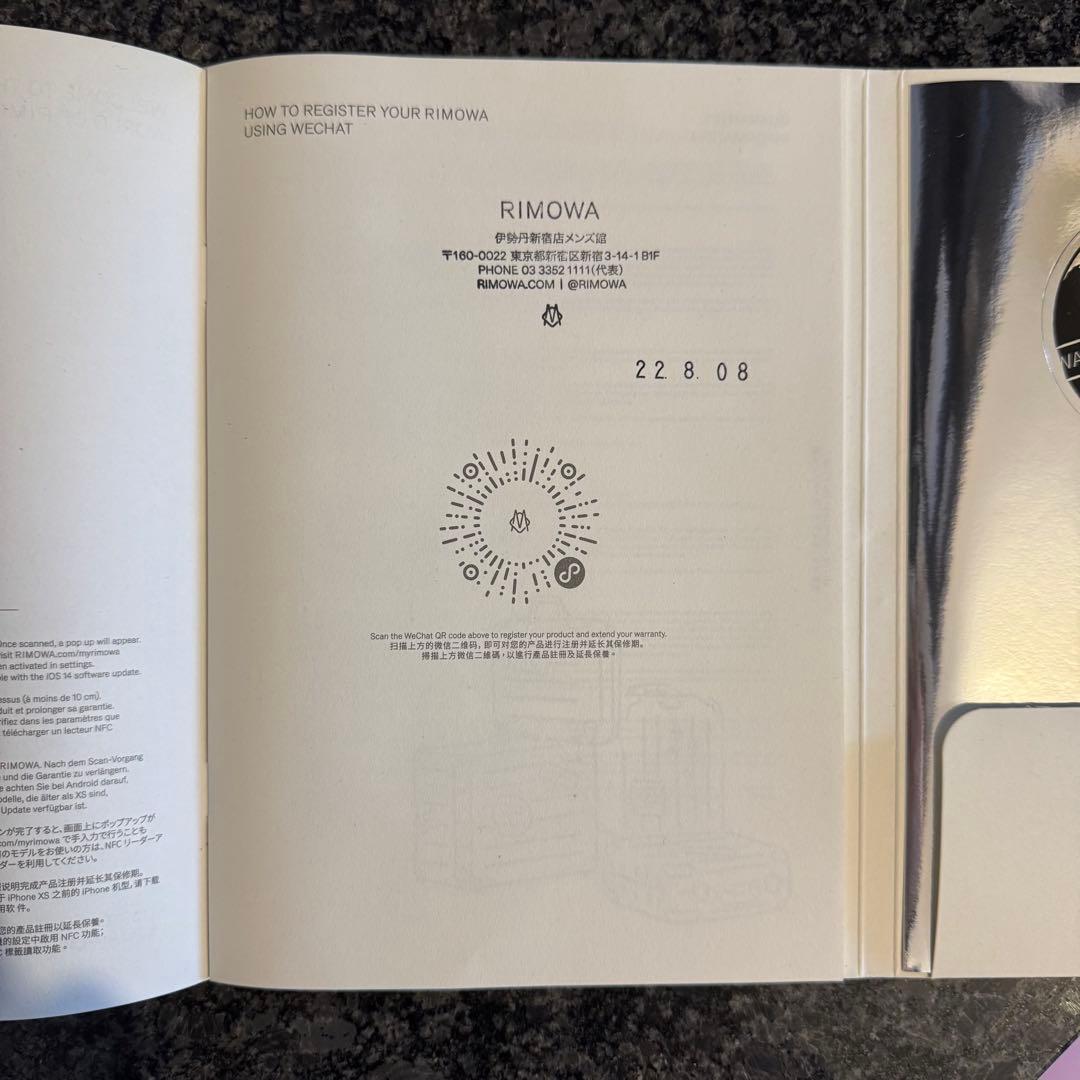 HOW TO REGISTER YOUR RIMOWA
USING WECHAT
RIMOWA
伊勢丹新宿店メンズ館
〒160-0022 東京都新宿区新宿3-14-1 B1F
PHONE 03 3352 1111(代表)
RIMOWA.COM | @RIMOWA
22. 8. 08
Scan the WeChat QR code above to register your product and extend your warranty.
扫描上方的微信二维码，即可对您的产品进行注册并延长其保修期。
掃描上方微信二維碼，以進行產品註冊及延長保養。
Once scanned, a pop up will appear.
visit RIMOWA.com/myrimowa
en activated in settings.
ble with the iOS 14 software update.
essus (à moins de 10 cm).
duit et prolonger sa garantie.
rifiez dans les paramètres que
télécharger un lecteur NFC
RIMOWA. Nach dem Scan-Vorgang
und die Garantie zu verlängern.
e achten Sie bei Android darauf,
odelle, die älter als XS sind,
Update verfügbar ist.
ンが完了すると、画面上にポップアップが
com/myrimowa で手入力で行うことも
前のモデルをお使いの方は、NFC リーダーア
ダーを利用してください。
说明完成产品注册并延长其保修期。
于 iPhone XS 之前的 iPhone 机型，请下载
用软件。
您的產品註冊以延長保養。
機的設定中啟用 NFC 功能；
C 標籤讀取功能。
NA